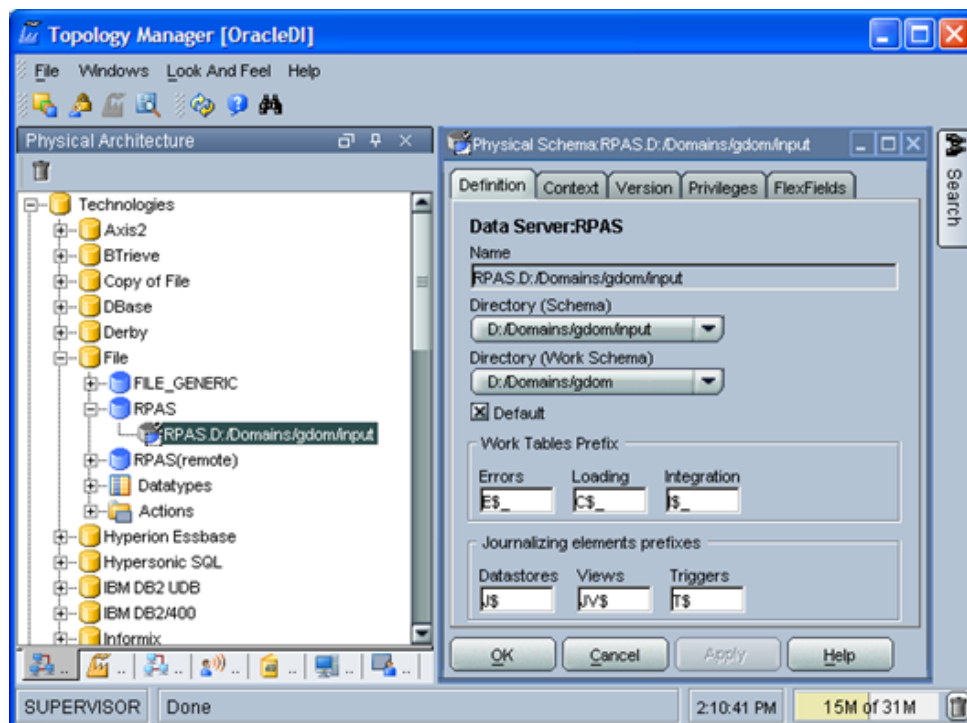 Topology Manager [OracleDI]
File Windows Look And Feel Help
Physical Architecture
Technologies
Axis2
BTrieve
Copy of File
DBase
Derby
File
FILE_GENERIC
RPAS
RPAS.D:/Domains/gdom/input
RPAS(remote)
Datatypes
Actions
Hyperion Essbase
Hypersonic SQL
IBM DB2 UDB
IBM DB2/400
Informix
.. .. .. .. .. .. ..
Physical Schema:RPAS.D:/Domains/gdom/input
Definition Context Version Privileges FlexFields
Data Server:RPAS
Name
RPAS.D:/Domains/gdom/input
Directory (Schema)
D:/Domains/gdom/input
Directory (Work Schema)
D:/Domains/gdom
Default
Work Tables Prefix
Errors Loading Integration
E$_ C$_ I$_
Journalizing elements prefixes
Datastores Views Triggers
J$ JV$ T$
OK Cancel Apply Help
Search
SUPERVISOR Done 2:10:41 PM 15M of 31M